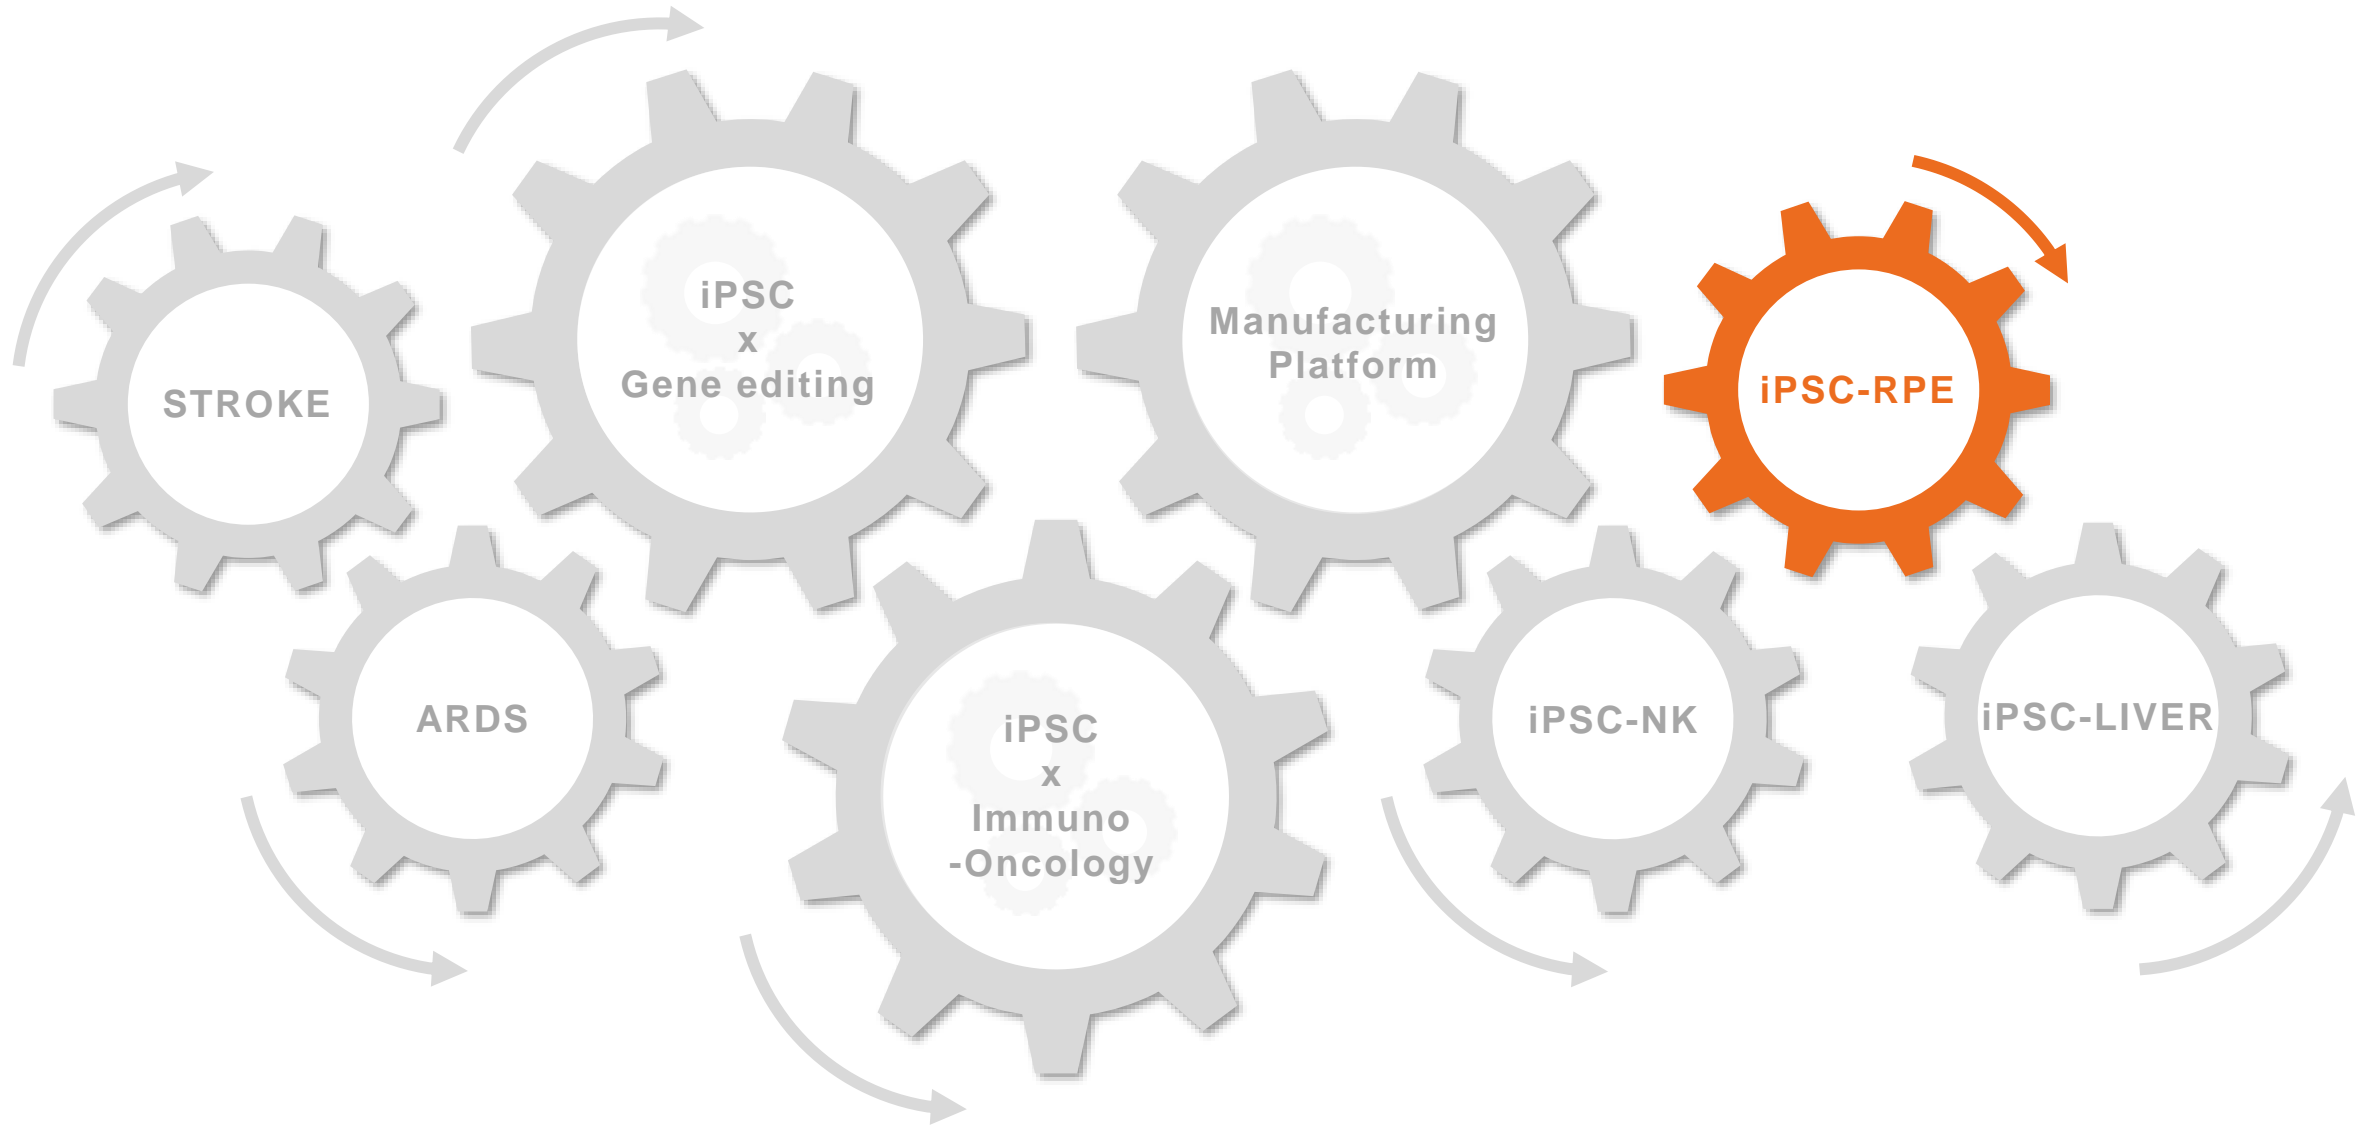 STROKE
iPSC
x
Gene editing
Manufacturing
Platform
iPSC-RPE
ARDS
iPSC
x
Immuno
-Oncology
iPSC-NK
iPSC-LIVER